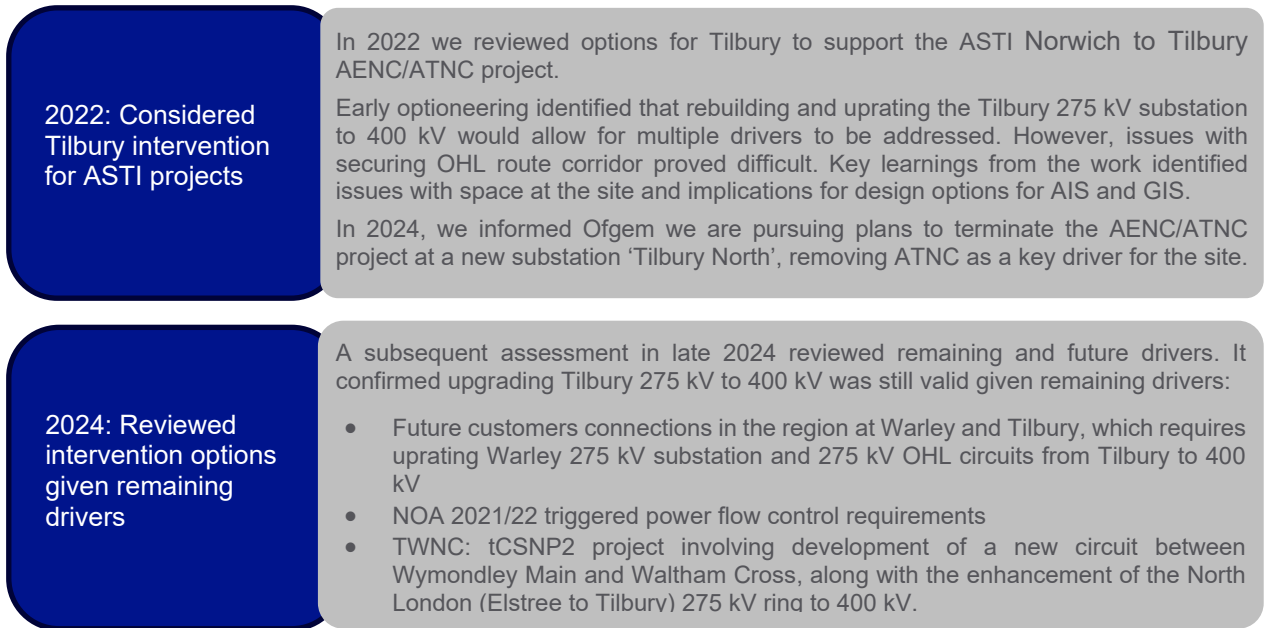 2022: Considered
Tilbury intervention
for ASTI projects
In 2022 we reviewed options for Tilbury to support the ASTI Norwich to Tilbury
AENC/ATNC project.
Early optioneering identified that rebuilding and uprating the Tilbury 275 kV substation
to 400 kV would allow for multiple drivers to be addressed. However, issues with
securing OHL route corridor proved difficult. Key learnings from the work identified
issues with space at the site and implications for design options for AIS and GIS.
In 2024, we informed Ofgem we are pursuing plans to terminate the AENC/ATNC
project at a new substation ‘Tilbury North’, removing ATNC as a key driver for the site.
2024: Reviewed
intervention options
given remaining
drivers
A subsequent assessment in late 2024 reviewed remaining and future drivers. It
confirmed upgrading Tilbury 275 kV to 400 kV was still valid given remaining drivers:
● Future customers connections in the region at Warley and Tilbury, which requires
uprating Warley 275 kV substation and 275 kV OHL circuits from Tilbury to 400
kV
● NOA 2021/22 triggered power flow control requirements
● TWNC: tCSNP2 project involving development of a new circuit between
Wymondley Main and Waltham Cross, along with the enhancement of the North
London (Elstree to Tilbury) 275 kV ring to 400 kV.